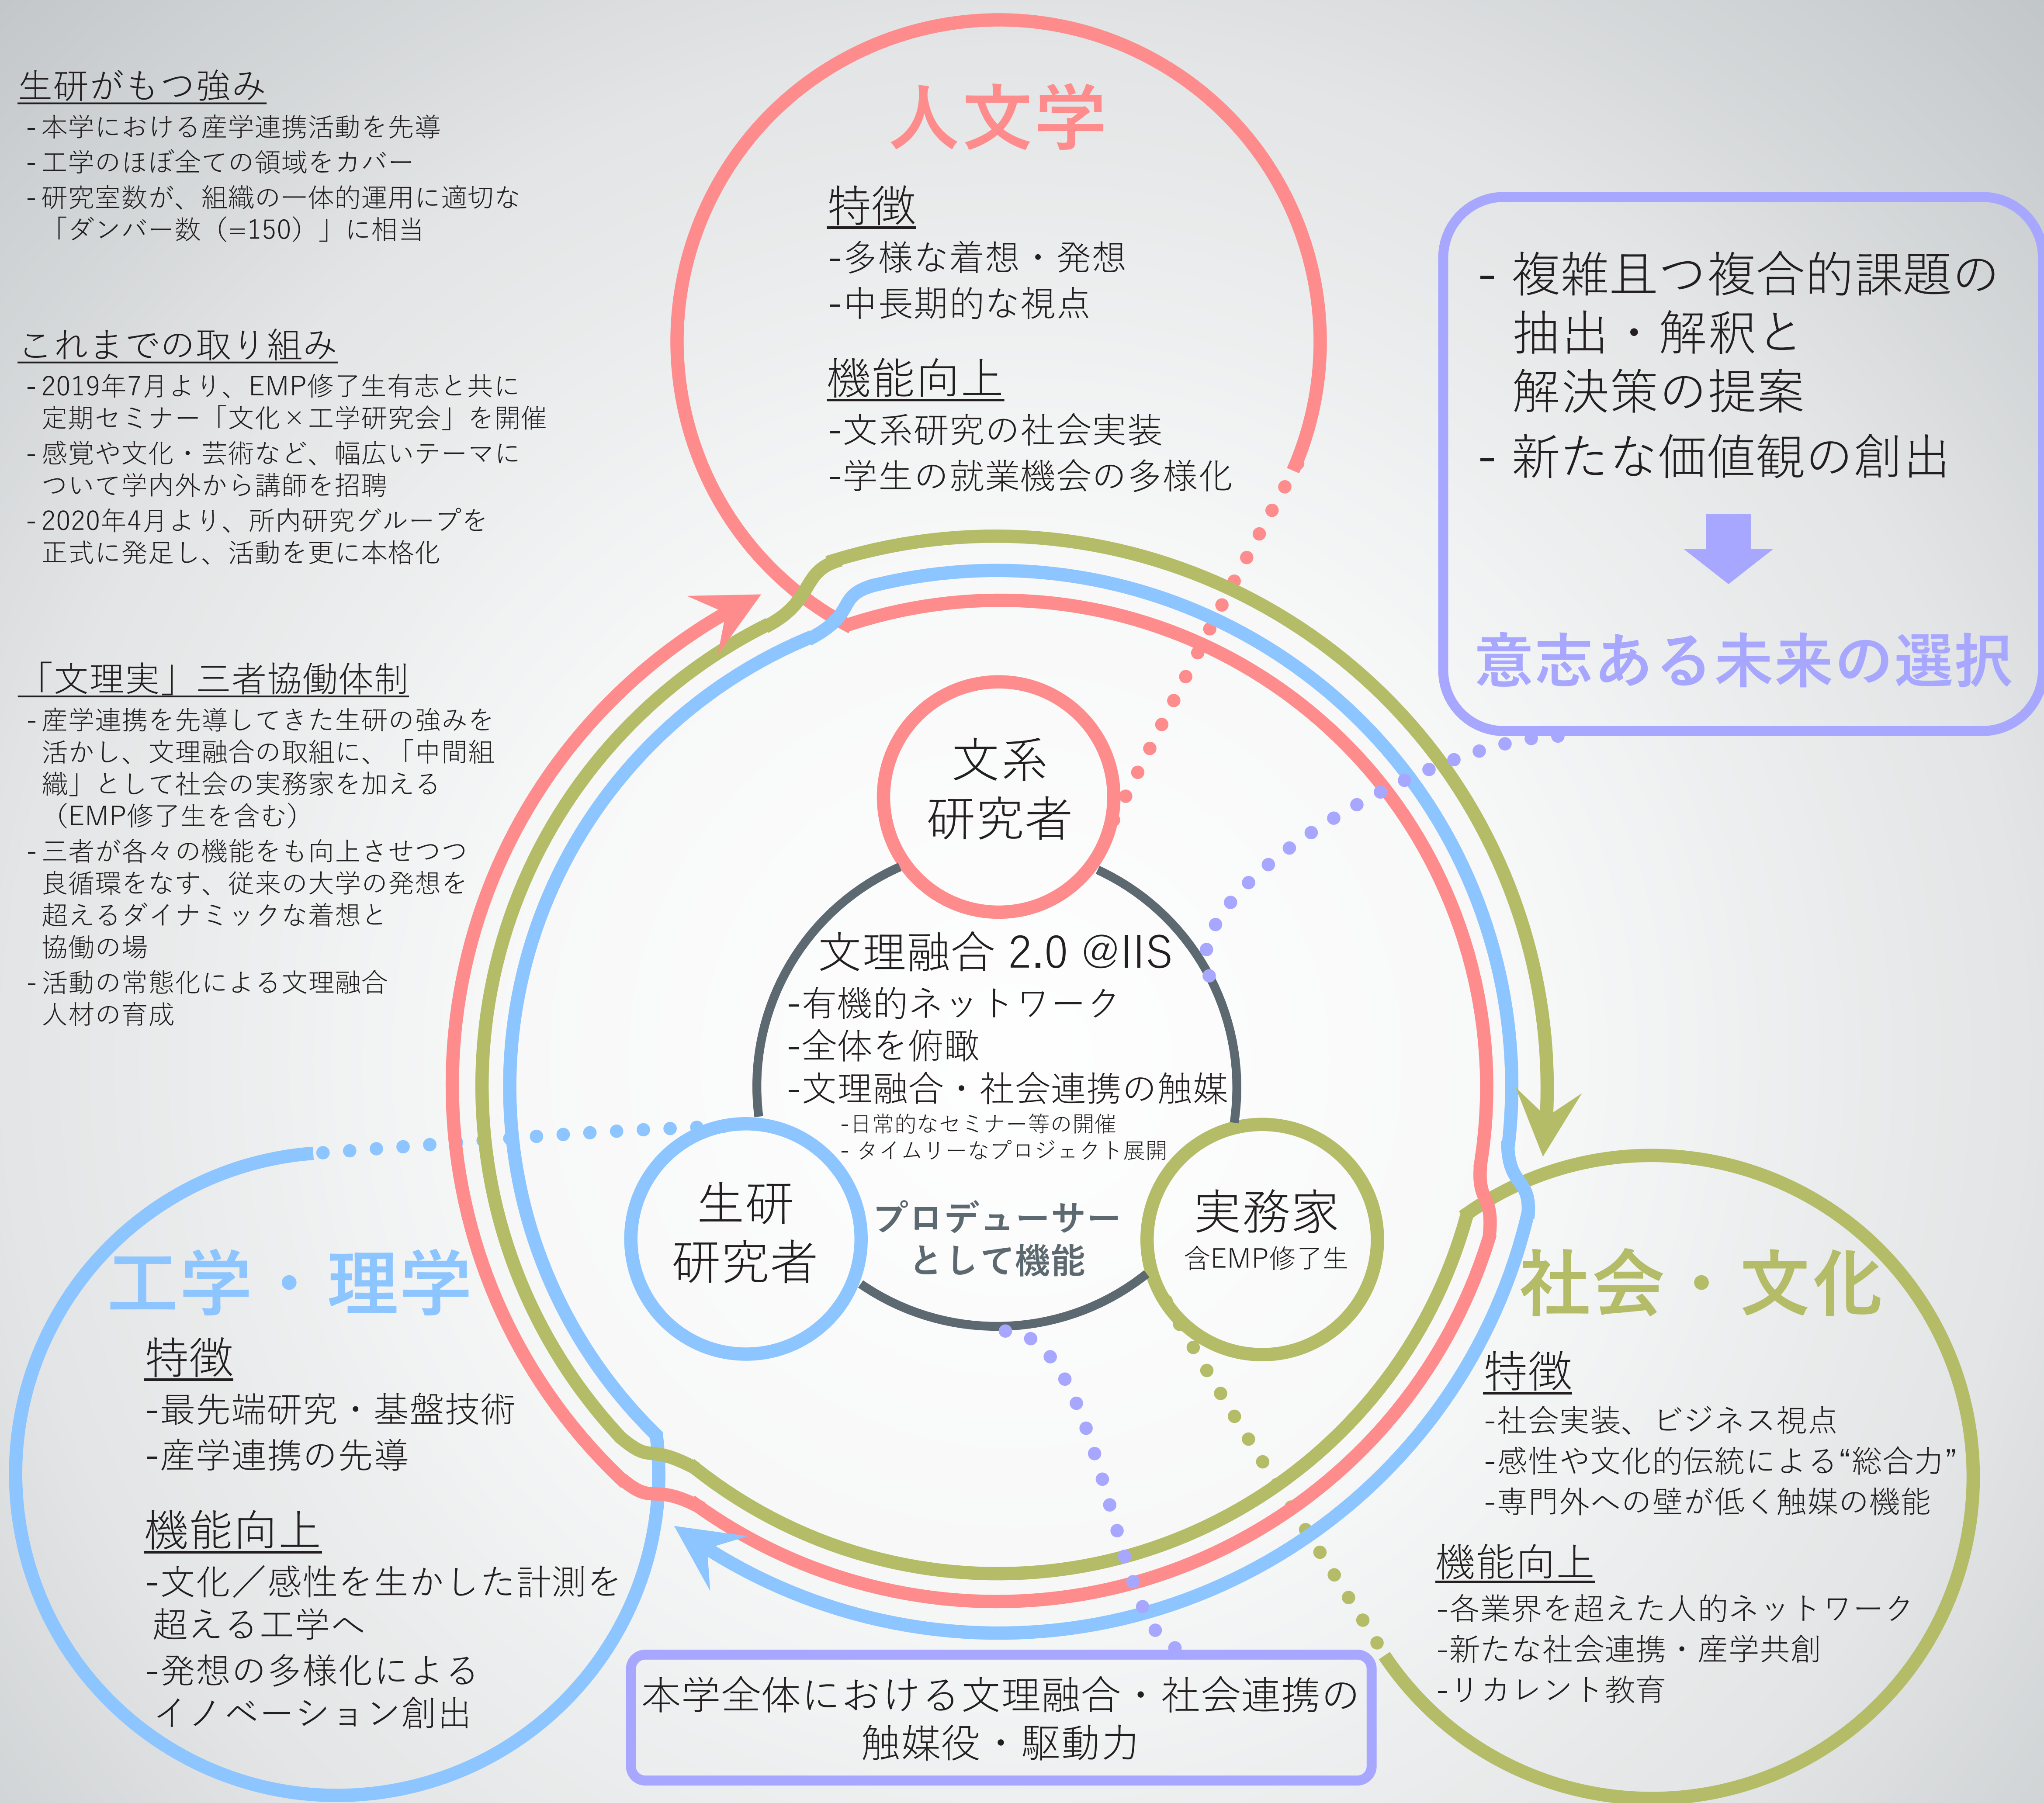 生研がもつ強み
- 本学における産学連携活動を先導
- 工学のほぼ全ての領域をカバー
- 研究室数が、組織の一体的運用に適切な
「ダンバー数（=150）」に相当
これまでの取り組み
- 2019年7月より、EMP修了生有志と共に
定期セミナー「文化×工学研究会」を開催
- 感覚や文化・芸術など、幅広いテーマに
ついて学内外から講師を招聘
- 2020年4月より、所内研究グループを
正式に発足し、活動を更に本格化
「文理実」三者協働体制
- 産学連携を先導してきた生研の強みを
活かし、文理融合の取組に、「中間組
織」として社会の実務家を加える
（EMP修了生を含む）
- 三者が各々の機能をも向上させつつ
良循環をなす、従来の大学の発想を
超えるダイナミックな着想と
協働の場
- 活動の常態化による文理融合
人材の育成
人文学
特徴
-多様な着想・発想
-中長期的な視点
機能向上
-文系研究の社会実装
-学生の就業機会の多様化
- 複雑且つ複合的課題の
抽出・解釈と
解決策の提案
- 新たな価値観の創出
意志ある未来の選択
文系
研究者
文理融合 2.0 @IIS
-有機的ネットワーク
-全体を俯瞰
-文理融合・社会連携の触媒
-日常的なセミナー等の開催
- タイムリーなプロジェクト展開
生研
研究者
プロデューサー
として機能
実務家
含EMP修了生
工学・理学
特徴
-最先端研究・基盤技術
-産学連携の先導
機能向上
-文化／感性を生かした計測を
超える工学へ
-発想の多様化による
イノベーション創出
社会・文化
特徴
-社会実装、ビジネス視点
-感性や文化的伝統による“総合力”
-専門外への壁が低く触媒の機能
機能向上
-各業界を超えた人的ネットワーク
-新たな社会連携・産学共創
-リカレント教育
本学全体における文理融合・社会連携の
触媒役・駆動力